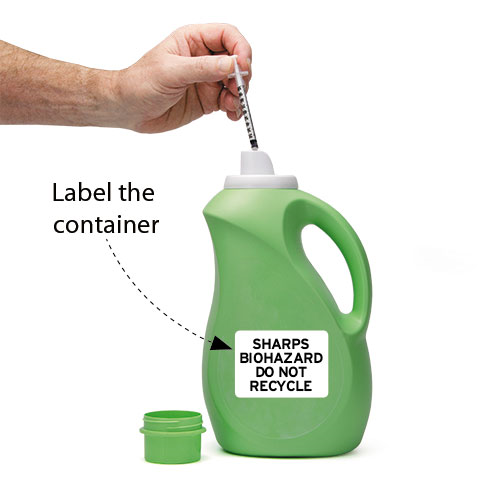 Label the
container
SHARPS
BIOHAZARD
DO NOT
RECYCLE